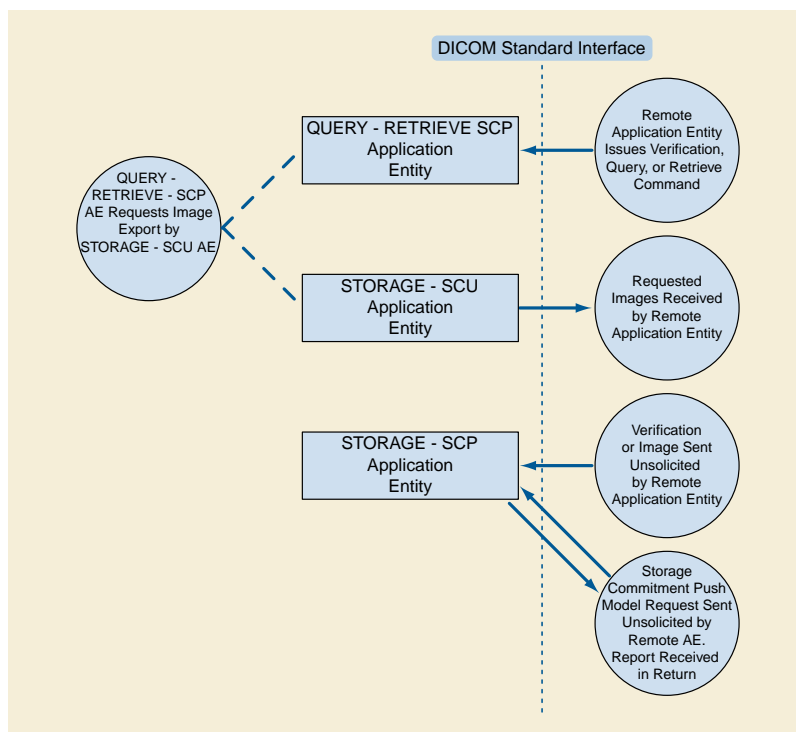 DICOM Standard Interface
QUERY - RETRIEVE SCP
Application
Entity
Remote
Application Entity
Issues Verification,
Query, or Retrieve
Command
QUERY -
RETRIEVE - SCP
AE Requests Image
Export by
STORAGE - SCU AE
STORAGE - SCU
Application
Entity
Requested
Images Received
by Remote
Application Entity
STORAGE - SCP
Application
Entity
Verification
or Image Sent
Unsolicited
by Remote
Application Entity
Storage
Commitment Push
Model Request Sent
Unsolicited by
Remote AE.
Report Received
in Return